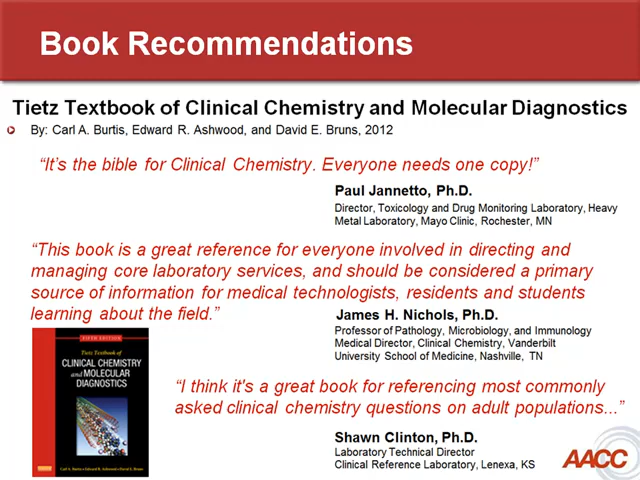 Book Recommendations
Tietz Textbook of Clinical Chemistry and Molecular Diagnostics
By: Carl A. Burtis, Edward R. Ashwood, and David E. Bruns, 2012
“It’s the bible for Clinical Chemistry. Everyone needs one copy!”
Paul Jannetto, Ph.D.
Director, Toxicology and Drug Monitoring Laboratory, Heavy
Metal Laboratory, Mayo Clinic, Rochester, MN
“This book is a great reference for everyone involved in directing and
managing core laboratory services, and should be considered a primary
source of information for medical technologists, residents and students
learning about the field.”
James H. Nichols, Ph.D.
Professor of Pathology, Microbiology, and Immunology
Medical Director, Clinical Chemistry, Vanderbilt
University School of Medicine, Nashville, TN
FIFTH EDITION
Tietz Textbook of
CLINICAL CHEMISTRY
and MOLECULAR
DIAGNOSTICS
Carl A. Burtis • Edward R. Ashwood • David E. Bruns
“I think it's a great book for referencing most commonly
asked clinical chemistry questions on adult populations...”
Shawn Clinton, Ph.D.
Laboratory Technical Director
Clinical Reference Laboratory, Lenexa, KS
AACC